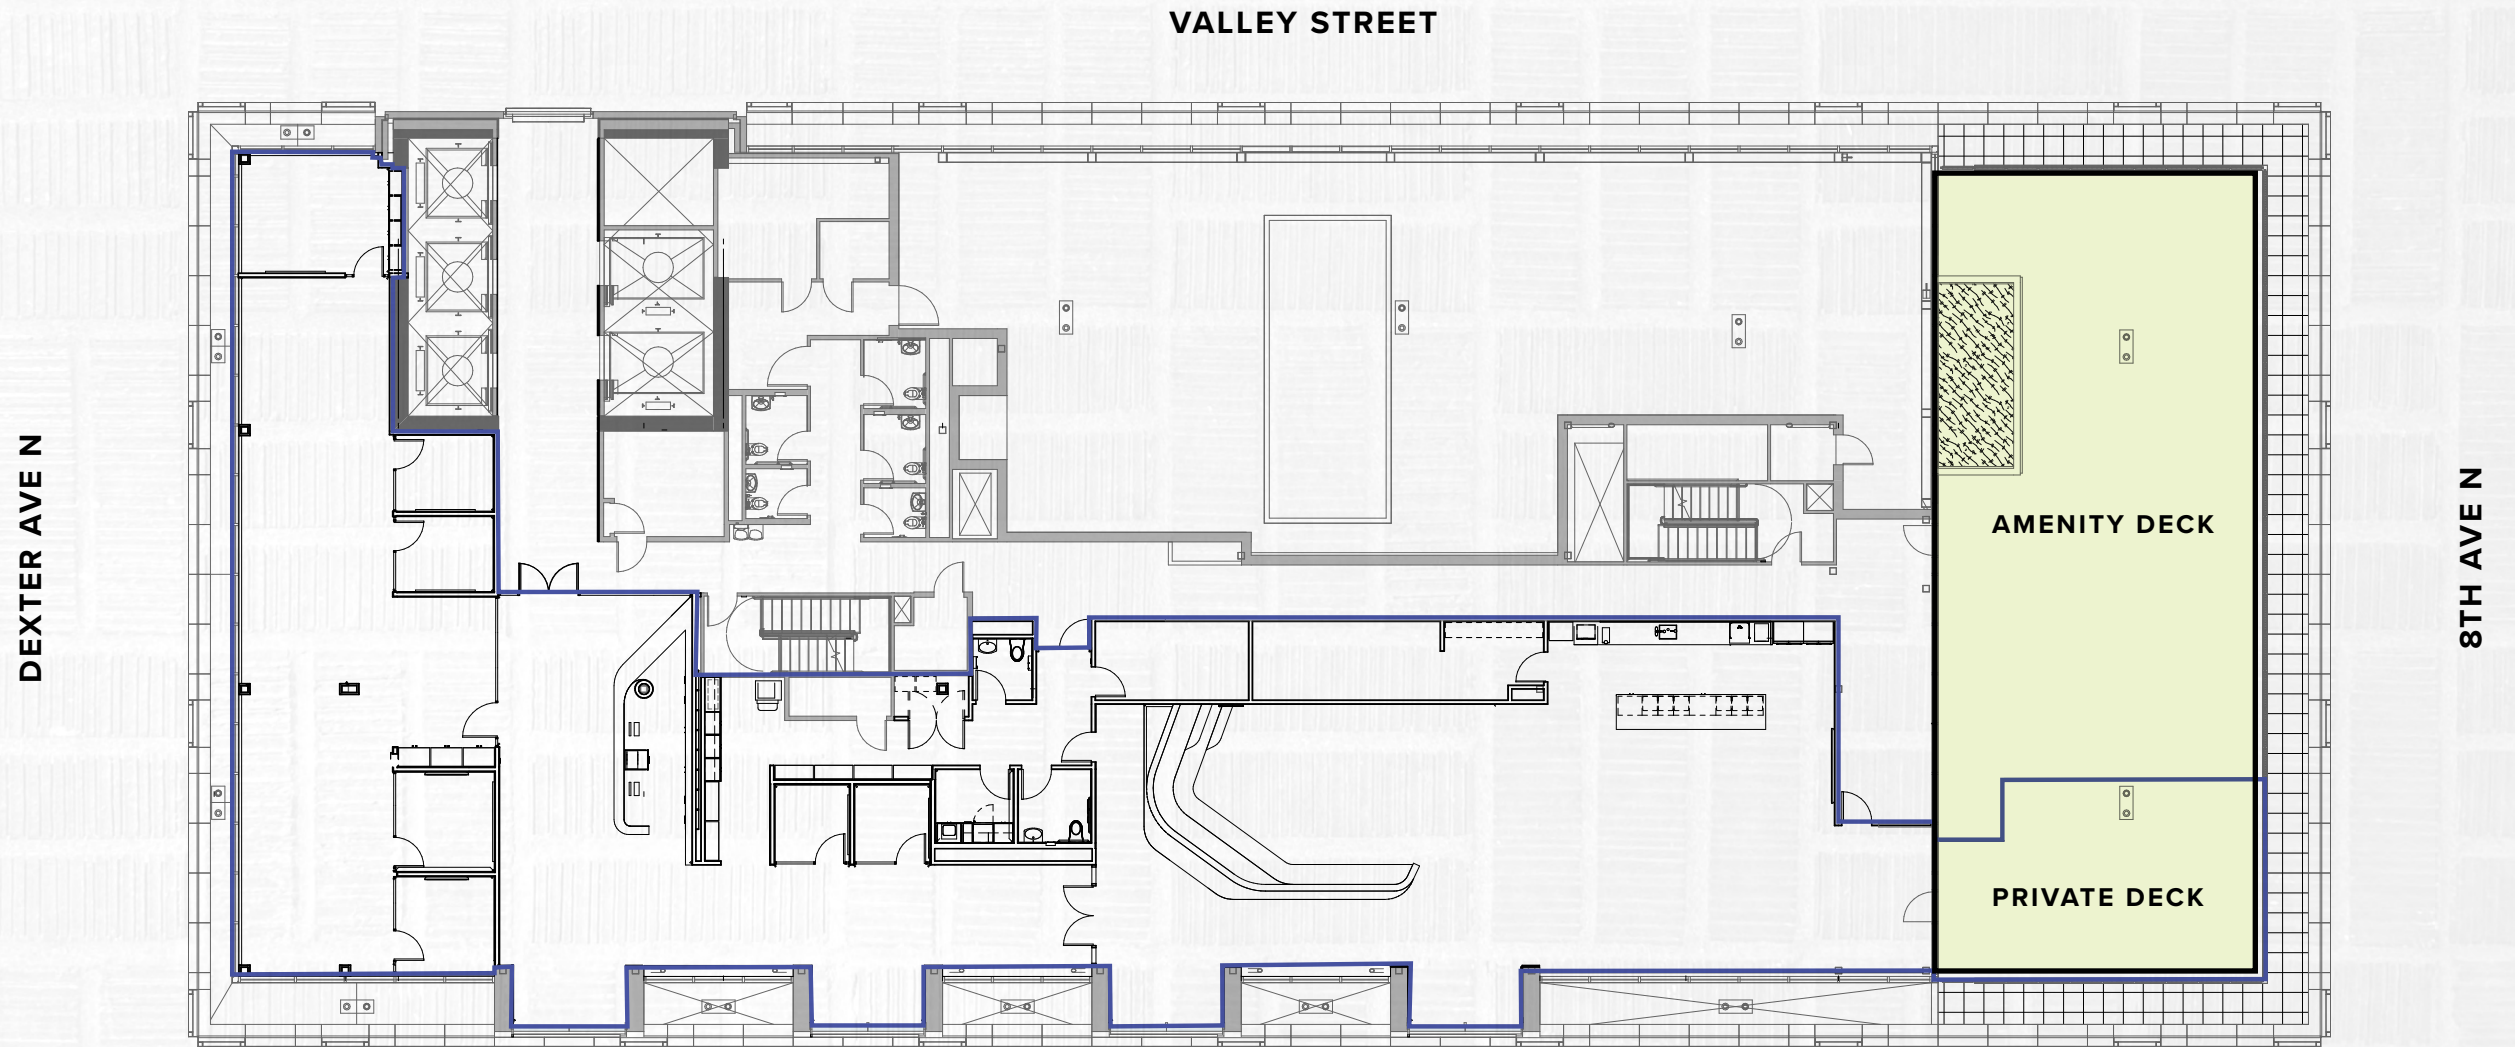 VALLEY STREET
DEXTER AVE N
AMENITY DECK
8TH AVE N
PRIVATE DECK